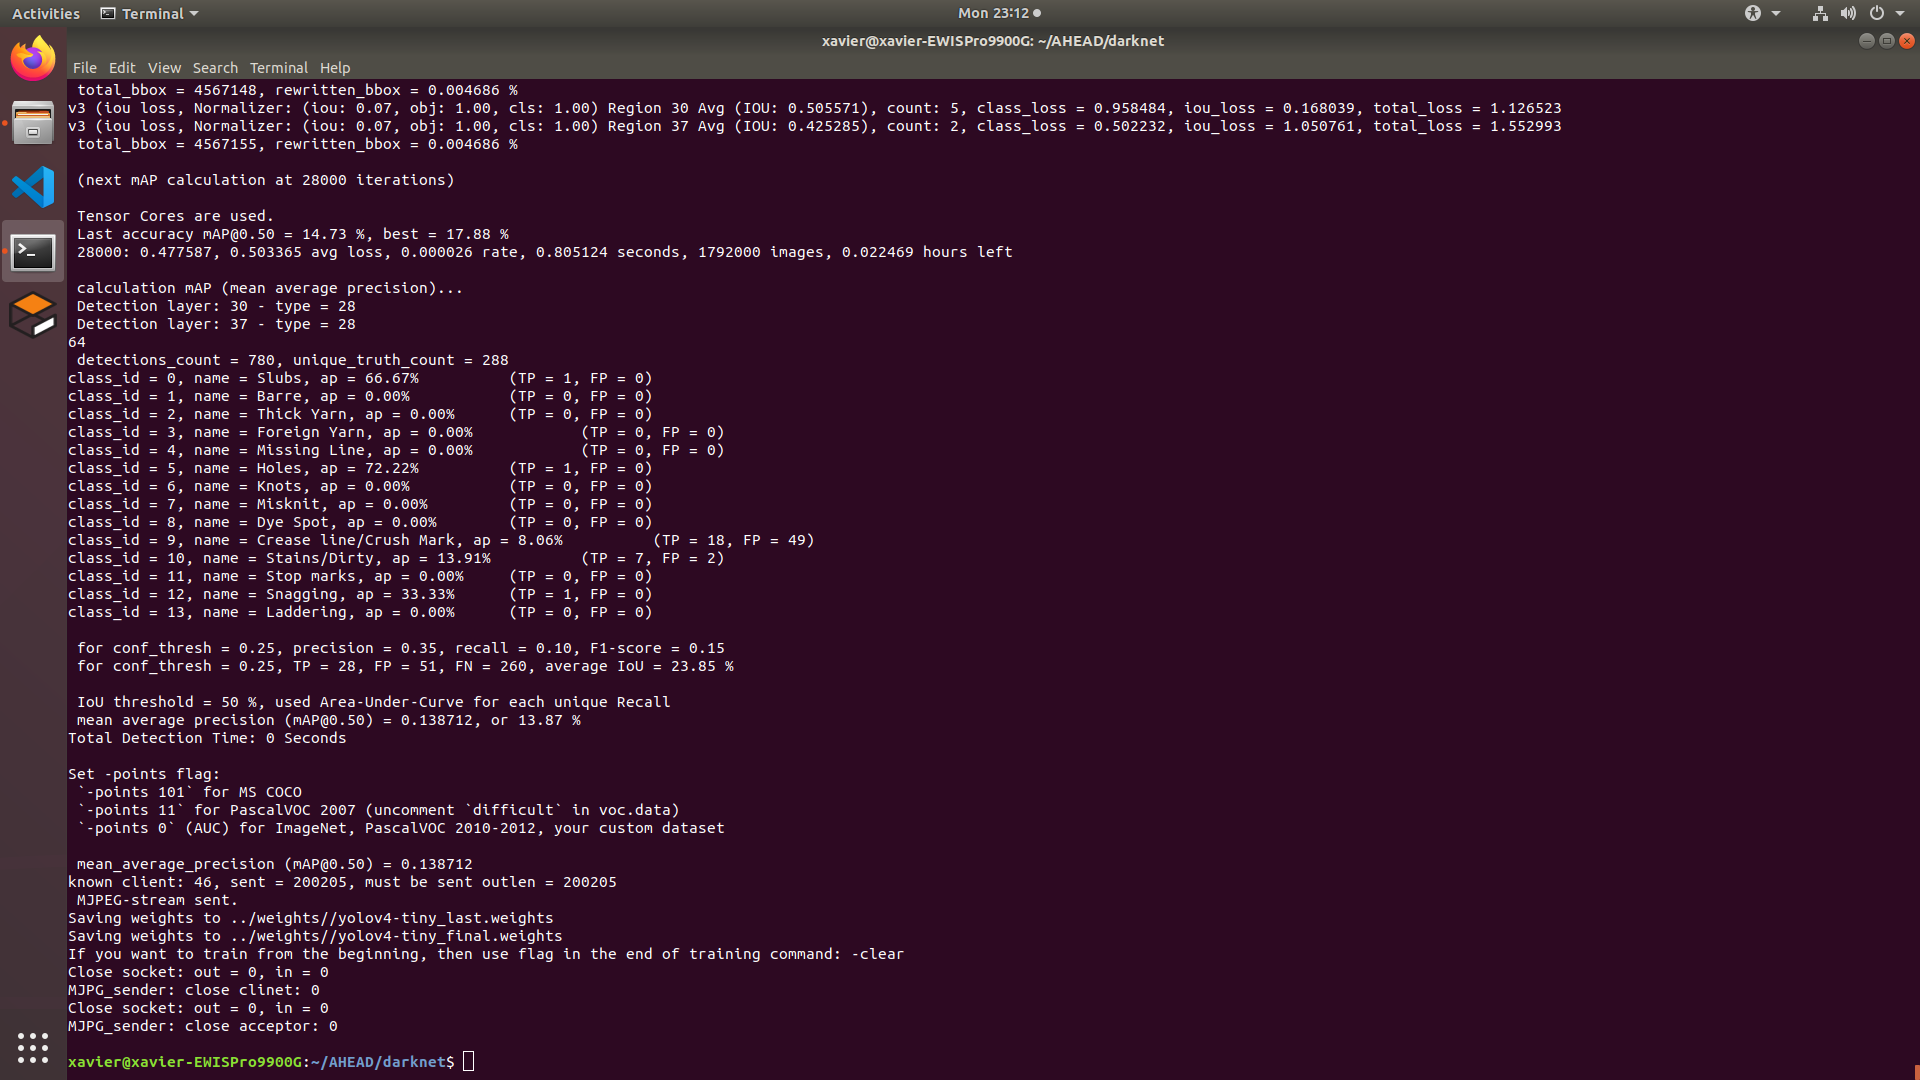 Activities Terminal Mon 23:12
xavier@xavier-EWISPro9900G: ~/AHEAD/darknet
File Edit View Search Terminal Help
total_bbox = 4567148, rewritten_bbox = 0.004686 %
v3 (iou loss, Normalizer: (iou: 0.07, obj: 1.00, cls: 1.00) Region 30 Avg (IOU: 0.505571), count: 5, class_loss = 0.958484, iou_loss = 0.168039, total_loss = 1.126523
v3 (iou loss, Normalizer: (iou: 0.07, obj: 1.00, cls: 1.00) Region 37 Avg (IOU: 0.425285), count: 2, class_loss = 0.502232, iou_loss = 1.050761, total_loss = 1.552993
total_bbox = 4567155, rewritten_bbox = 0.004686 %
(next mAP calculation at 28000 iterations)
Tensor Cores are used.
Last accuracy mAP@0.50 = 14.73 %, best = 17.88 %
28000: 0.477587, 0.503365 avg loss, 0.000026 rate, 0.805124 seconds, 1792000 images, 0.022469 hours left
calculation mAP (mean average precision)...
Detection layer: 30 - type = 28
Detection layer: 37 - type = 28
64
detections_count = 780, unique_truth_count = 288
class_id = 0, name = Slubs, ap = 66.67% (TP = 1, FP = 0)
class_id = 1, name = Barre, ap = 0.00% (TP = 0, FP = 0)
class_id = 2, name = Thick Yarn, ap = 0.00% (TP = 0, FP = 0)
class_id = 3, name = Foreign Yarn, ap = 0.00% (TP = 0, FP = 0)
class_id = 4, name = Missing Line, ap = 0.00% (TP = 0, FP = 0)
class_id = 5, name = Holes, ap = 72.22% (TP = 1, FP = 0)
class_id = 6, name = Knots, ap = 0.00% (TP = 0, FP = 0)
class_id = 7, name = Misknit, ap = 0.00% (TP = 0, FP = 0)
class_id = 8, name = Dye Spot, ap = 0.00% (TP = 0, FP = 0)
class_id = 9, name = Crease line/Crush Mark, ap = 8.06% (TP = 18, FP = 49)
class_id = 10, name = Stains/Dirty, ap = 13.91% (TP = 7, FP = 2)
class_id = 11, name = Stop marks, ap = 0.00% (TP = 0, FP = 0)
class_id = 12, name = Snagging, ap = 33.33% (TP = 1, FP = 0)
class_id = 13, name = Laddering, ap = 0.00% (TP = 0, FP = 0)
for conf_thresh = 0.25, precision = 0.35, recall = 0.10, F1-score = 0.15
for conf_thresh = 0.25, TP = 28, FP = 51, FN = 260, average IoU = 23.85 %
IoU threshold = 50 %, used Area-Under-Curve for each unique Recall
mean average precision (mAP@0.50) = 0.138712, or 13.87 %
Total Detection Time: 0 Seconds
Set -points flag:
`-points 101` for MS COCO
`-points 11` for PascalVOC 2007 (uncomment `difficult` in voc.data)
`-points 0` (AUC) for ImageNet, PascalVOC 2010-2012, your custom dataset
mean_average_precision (mAP@0.50) = 0.138712
known client: 46, sent = 200205, must be sent outlen = 200205
MJPEG-stream sent.
Saving weights to ../weights//yolov4-tiny_last.weights
Saving weights to ../weights//yolov4-tiny_final.weights
If you want to train from the beginning, then use flag in the end of training command: -clear
Close socket: out = 0, in = 0
MJPG_sender: close clinet: 0
Close socket: out = 0, in = 0
MJPG_sender: close acceptor: 0
xavier@xavier-EWISPro9900G:~/AHEAD/darknet$